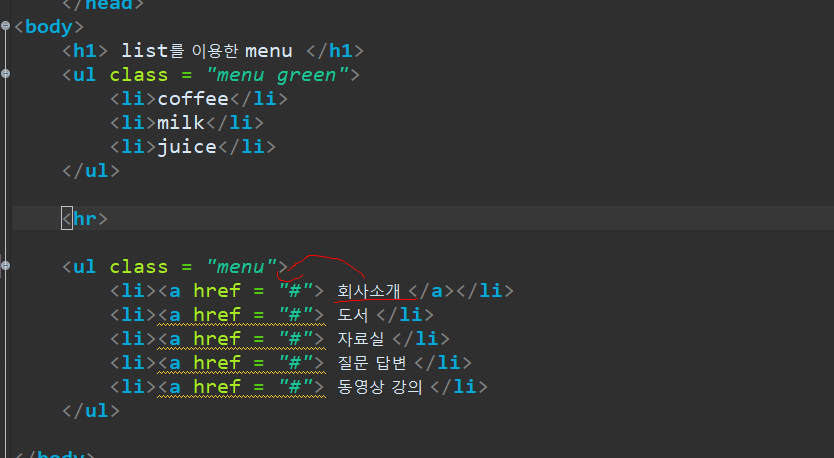 </head>
<body>
<h1> list를 이용한 menu </h1>
<ul class = "menu green">
<li>coffee</li>
<li>milk</li>
<li>juice</li>
</ul>
<hr>
<ul class = "menu">
<li><a href = "#"> 회사소개 </a></li>
<li><a href = "#"> 도서 </li>
<li><a href = "#"> 자료실 </li>
<li><a href = "#"> 질문 답변 </li>
<li><a href = "#"> 동영상 강의 </li>
</ul>
</body>